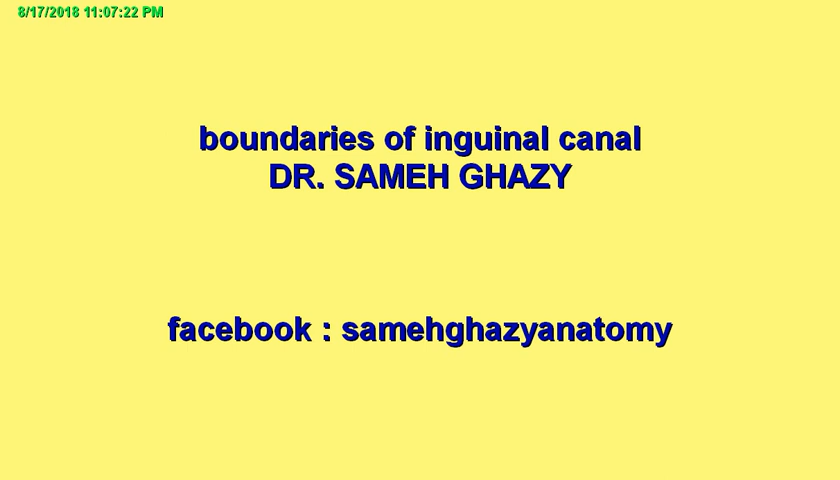 8/17/2018 11:07:22 PM
boundaries of inguinal canal
DR. SAMEH GHAZY
facebook : samehghazyanatomy